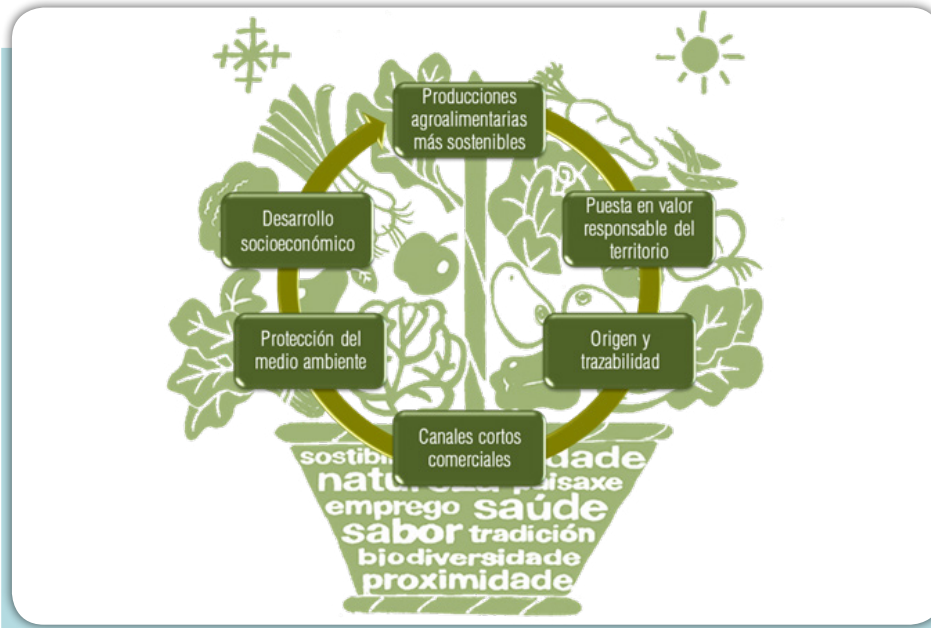 Producciones
agroalimentarias
más sostenibles
Puesta en valor
responsable del
territorio
Origen y
trazabilidad
Canales cortos
comerciales
Protección del
medio ambiente
Desarrollo
socioeconómico
paisaxe
emprego saúde
sabor tradición
biodiversidade
proximidade